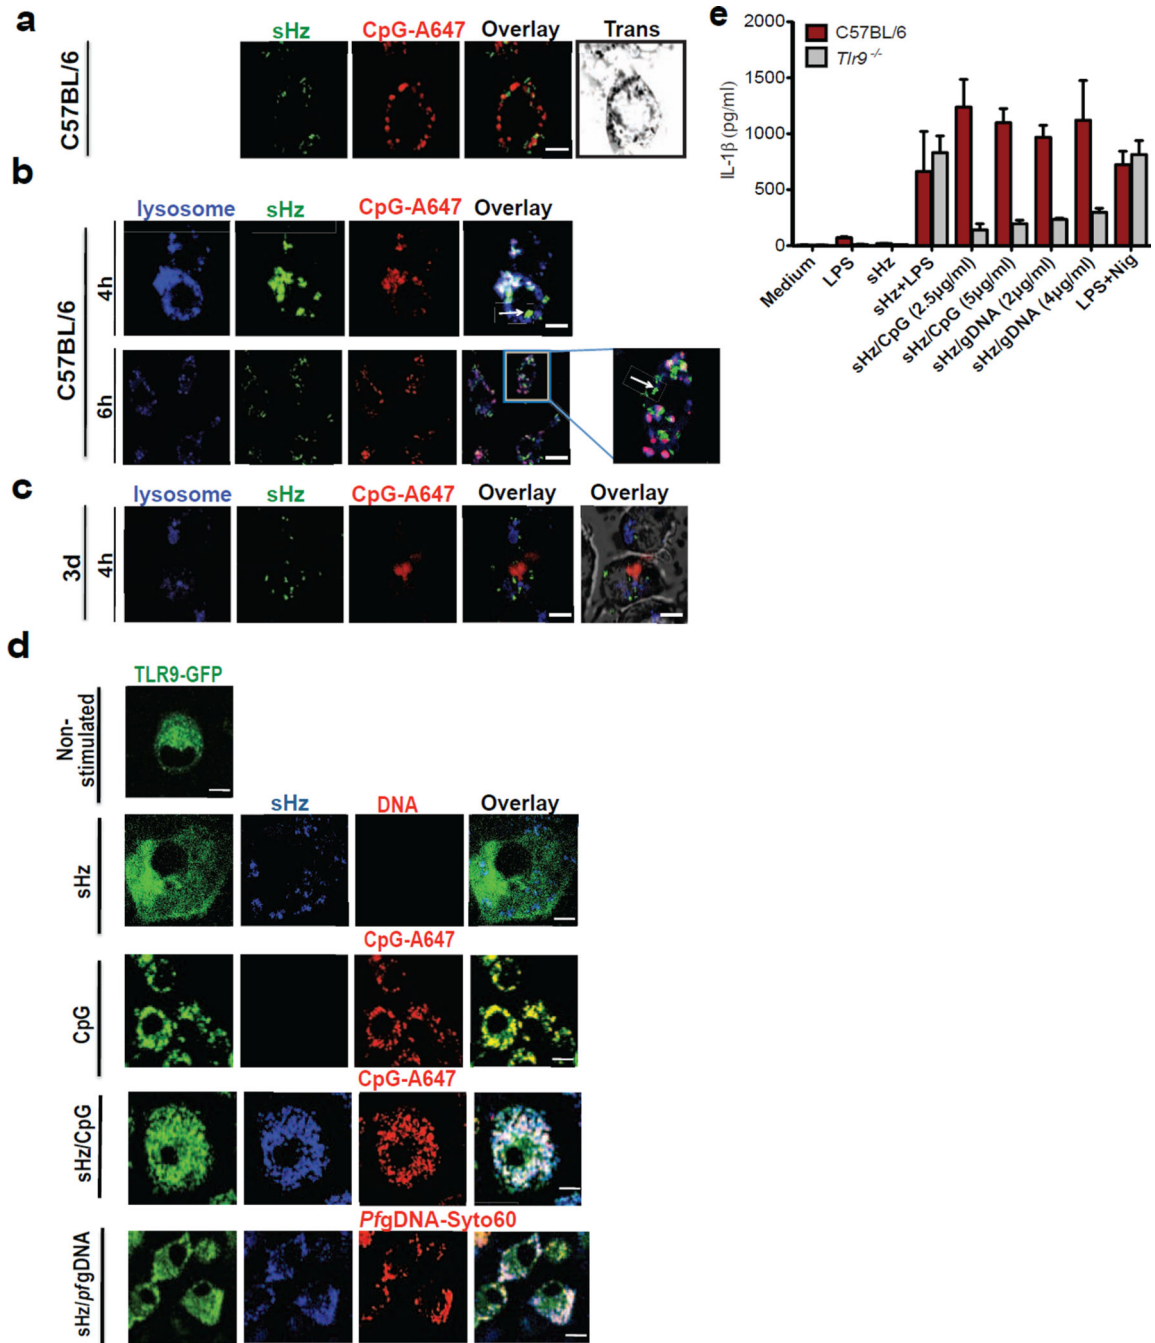 a
sHz CpG-A647 Overlay Trans
C57BL/6
b
lysosome sHz CpG-A647 Overlay
C57BL/6
4h
6h
c
lysosome sHz CpG-A647 Overlay Overlay
3d
4h
d
TLR9-GFP
Non-
stimulated
sHz DNA Overlay
sHz
CpG-A647
CpG
CpG-A647
sHz/CpG
PfgDNA-Syto60
sHz/pfgDNA
e
C57BL/6
Tlr9 -/-
IL-1β (pg/ml)
2000
1500
1000
500
0
Medium
LPS
sHz
sHz+LPS
sHz/CpG (2.5µg/ml)
sHz/CpG (5µg/ml)
sHz/gDNA (2µg/ml)
sHz/gDNA (4µg/ml)
LPS+Nig